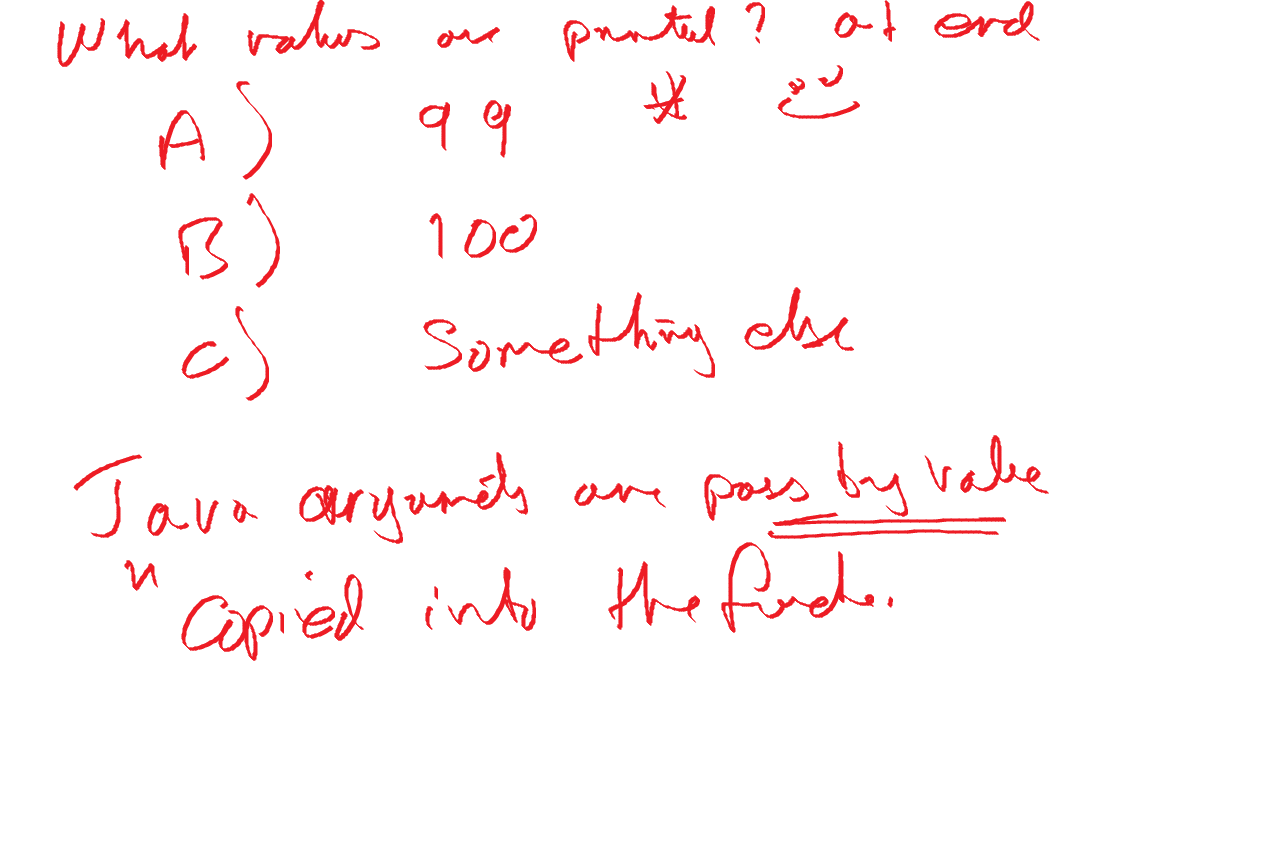 What values are printed? at end
A) 99
B) 100
C) Something else
Java arguments are pass by value
" copied into the